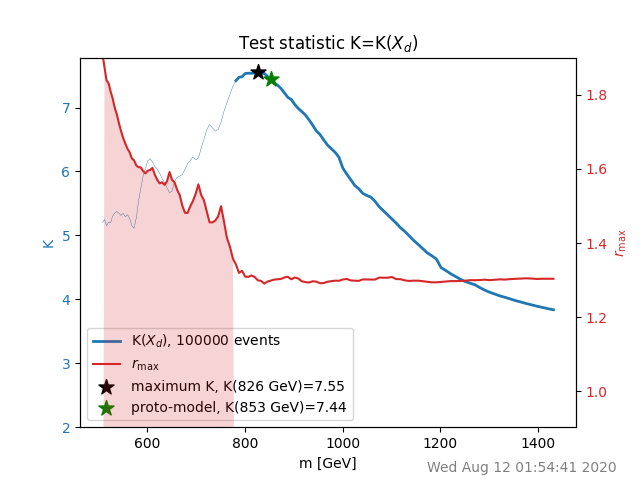 Test statistic K=K(X_d)
7
6
5
4
3
2
K
1.8
1.6
1.4
1.2
1.0
r_max
K(X_d), 100000 events
r_max
maximum K, K(826 GeV)=7.55
proto-model, K(853 GeV)=7.44
600 800 1000 1200 1400
m [GeV]
Wed Aug 12 01:54:41 2020